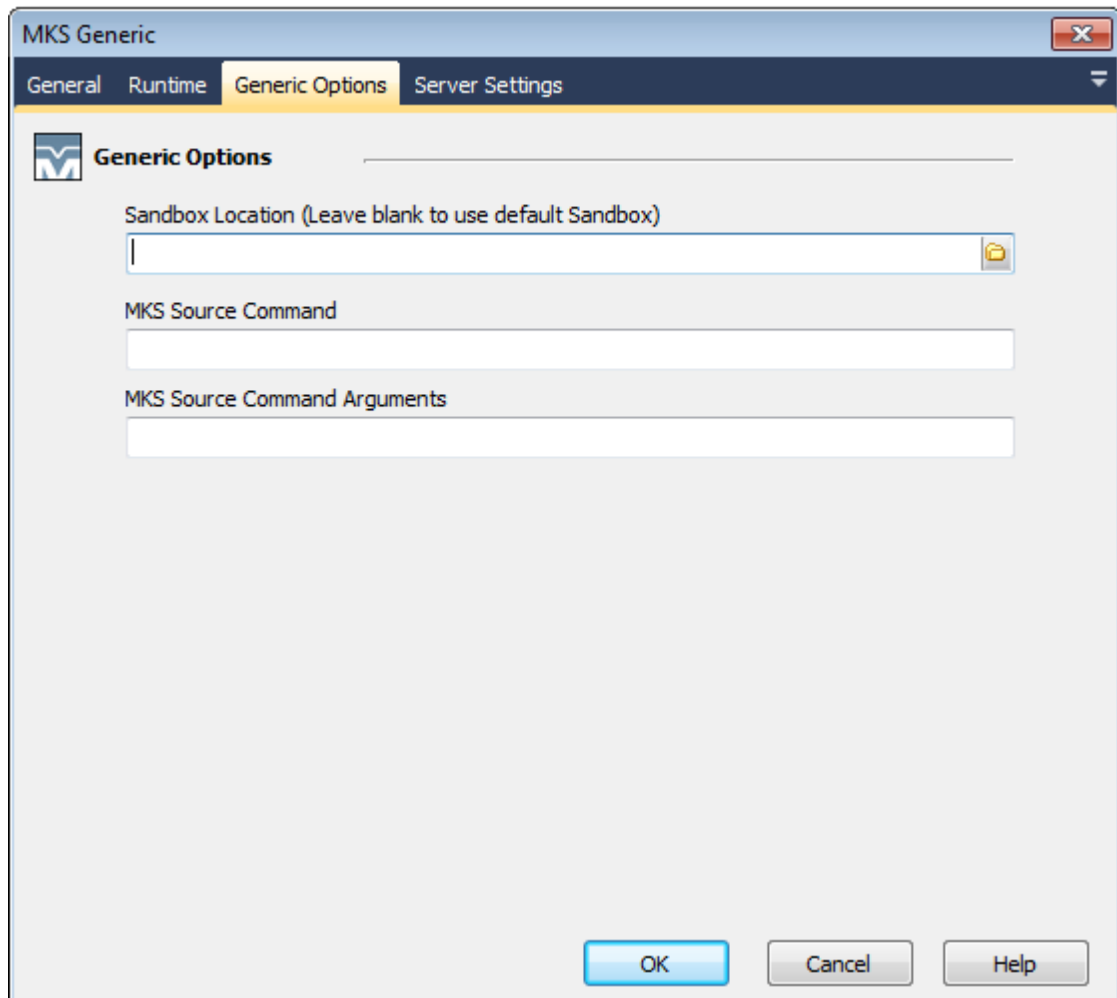 MKS Generic
General Runtime Generic Options Server Settings
Generic Options
Sandbox Location (Leave blank to use default Sandbox)
MKS Source Command
MKS Source Command Arguments
OK Cancel Help